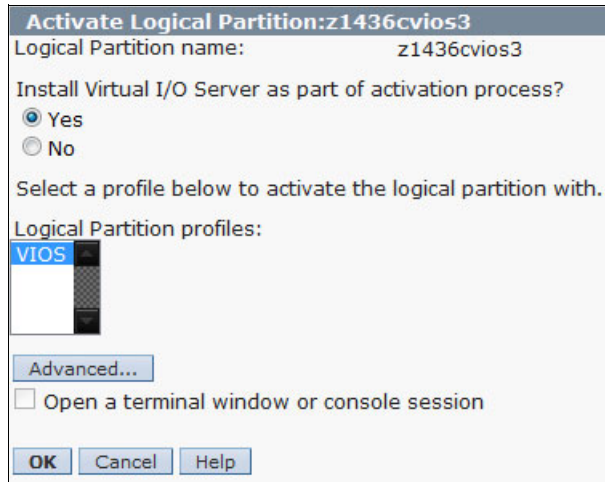 Activate Logical Partition:z1436cvios3
Logical Partition name: z1436cvios3
Install Virtual I/O Server as part of activation process?
Yes
No
Select a profile below to activate the logical partition with.
Logical Partition profiles:
VIOS
Advanced...
Open a terminal window or console session
OK Cancel Help